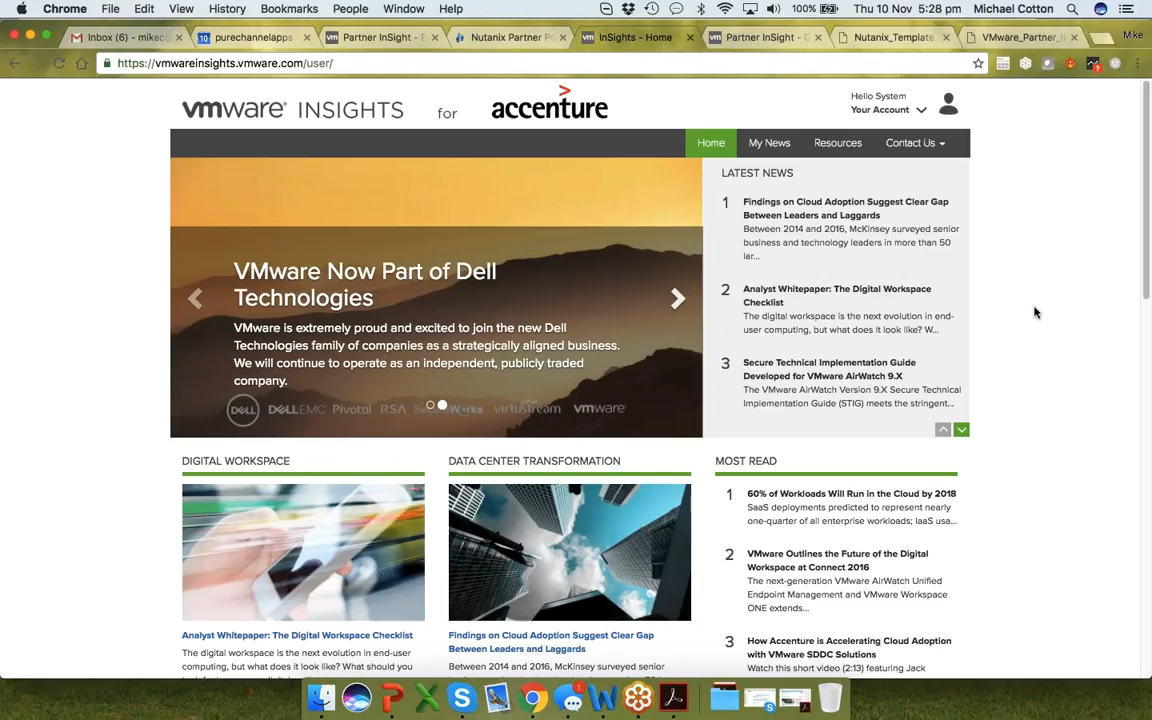 Chrome File Edit View History Bookmarks People Window Help
100% Thu 10 Nov 5:28 pm Michael Cotton
Inbox (6) - mikec@
10 purechannelapps
vm Partner InSight - E
Nutanix Partner Po
vm InSights - Home
vm Partner InSight - C
Nutanix_Template.
VMware_Partner_I
Mike
https://vmwareinsights.vmware.com/user/
vmware® INSIGHTS for accenture
Hello System
Your Account
Home My News Resources Contact Us
VMware Now Part of Dell
Technologies
VMware is extremely proud and excited to join the new Dell
Technologies family of companies as a strategically aligned business.
We will continue to operate as an independent, publicly traded
company.
DELL DELLEMC Pivotal RSA virtustream vmware
LATEST NEWS
1 Findings on Cloud Adoption Suggest Clear Gap
Between Leaders and Laggards
Between 2014 and 2016, McKinsey surveyed senior
business and technology leaders in more than 50
lar...
2 Analyst Whitepaper: The Digital Workspace
Checklist
The digital workspace is the next evolution in end-
user computing, but what does it look like? W...
3 Secure Technical Implementation Guide
Developed for VMware AirWatch 9.X
The VMware AirWatch Version 9.X Secure Technical
Implementation Guide (STIG) meets the stringent...
DIGITAL WORKSPACE
Analyst Whitepaper: The Digital Workspace Checklist
The digital workspace is the next evolution in end-user
computing, but what does it look like? What should you
DATA CENTER TRANSFORMATION
Findings on Cloud Adoption Suggest Clear Gap
Between Leaders and Laggards
Between 2014 and 2016, McKinsey surveyed senior
MOST READ
1 60% of Workloads Will Run in the Cloud by 2018
SaaS deployments predicted to represent nearly
one-quarter of all enterprise workloads; IaaS usa...
2 VMware Outlines the Future of the Digital
Workspace at Connect 2016
The next-generation VMware AirWatch Unified
Endpoint Management and VMware Workspace
ONE extends...
3 How Accenture is Accelerating Cloud Adoption
with VMware SDDC Solutions
Watch this short video (2:13) featuring Jack